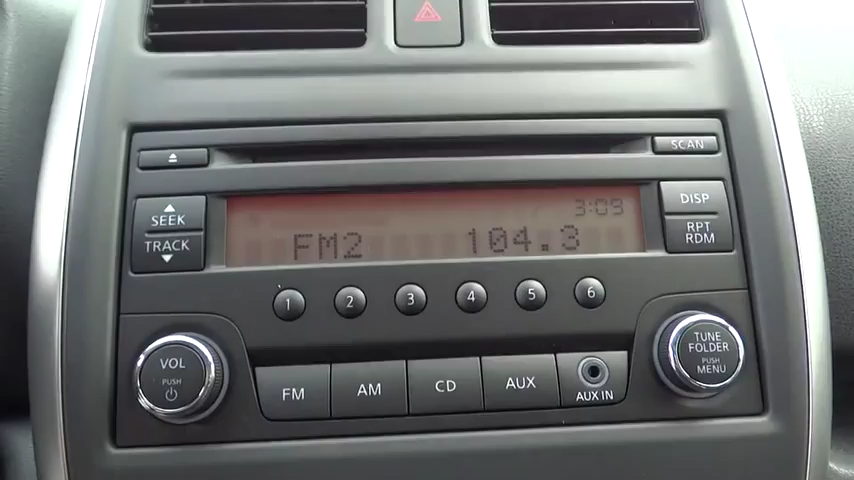 SCAN
SEEK
TRACK
3:09
FM2 104.3
DISP
RPT
RDM
1 2 3 4 5 6
VOL
PUSH
FM AM CD AUX
AUX IN
TUNE
FOLDER
PUSH
MENU